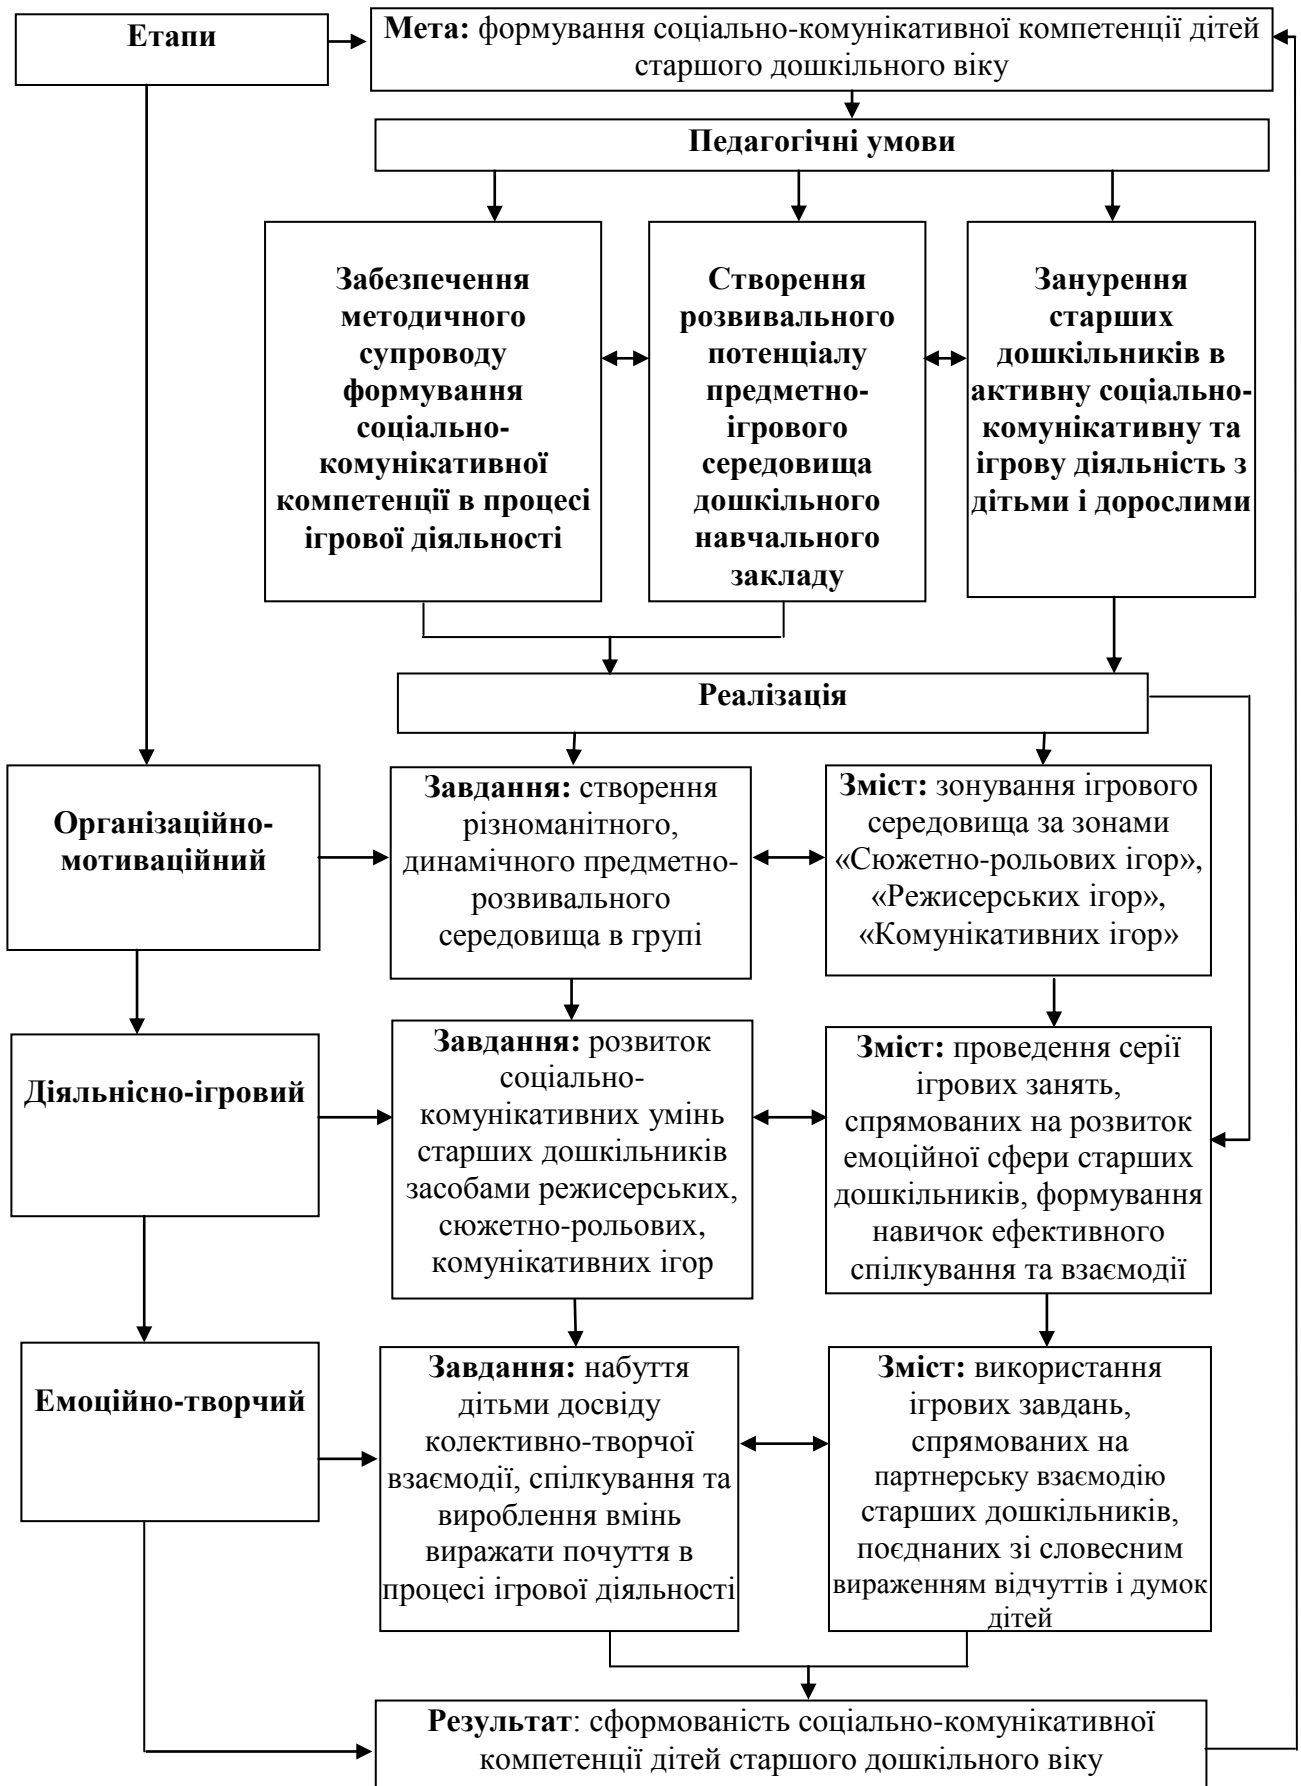 Етапи
Мета: формування соціально-комунікативної компетенції дітей
старшого дошкільного віку
Педагогічні умови
Забезпечення
методичного
супроводу
формування
соціально-
комунікативної
компетенції в процесі
ігрової діяльності
Створення
розвивального
потенціалу
предметно-
ігрового
середовища
дошкільного
навчального
закладу
Занурення
старших
дошкільників в
активну соціально-
комунікативну та
ігрову діяльність з
дітьми і дорослими
Реалізація
Організаційно-
мотиваційний
Завдання: створення
різноманітного,
динамічного предметно-
розвивального
середовища в групі
Зміст: зонування ігрового
середовища за зонами
«Сюжетно-рольових ігор»,
«Режисерських ігор»,
«Комунікативних ігор»
Діяльнісно-ігровий
Завдання: розвиток
соціально-
комунікативних умінь
старших дошкільників
засобами режисерських,
сюжетно-рольових,
комунікативних ігор
Зміст: проведення серії
ігрових занять,
спрямованих на розвиток
емоційної сфери старших
дошкільників, формування
навичок ефективного
спілкування та взаємодії
Емоційно-творчий
Завдання: набуття
дітьми досвіду
колективно-творчої
взаємодії, спілкування та
вироблення вмінь
виражати почуття в
процесі ігрової діяльності
Зміст: використання
ігрових завдань,
спрямованих на
партнерську взаємодію
старших дошкільників,
поєднаних зі словесним
вираженням відчуттів і думок
дітей
Результат: сформованість соціально-комунікативної
компетенції дітей старшого дошкільного віку